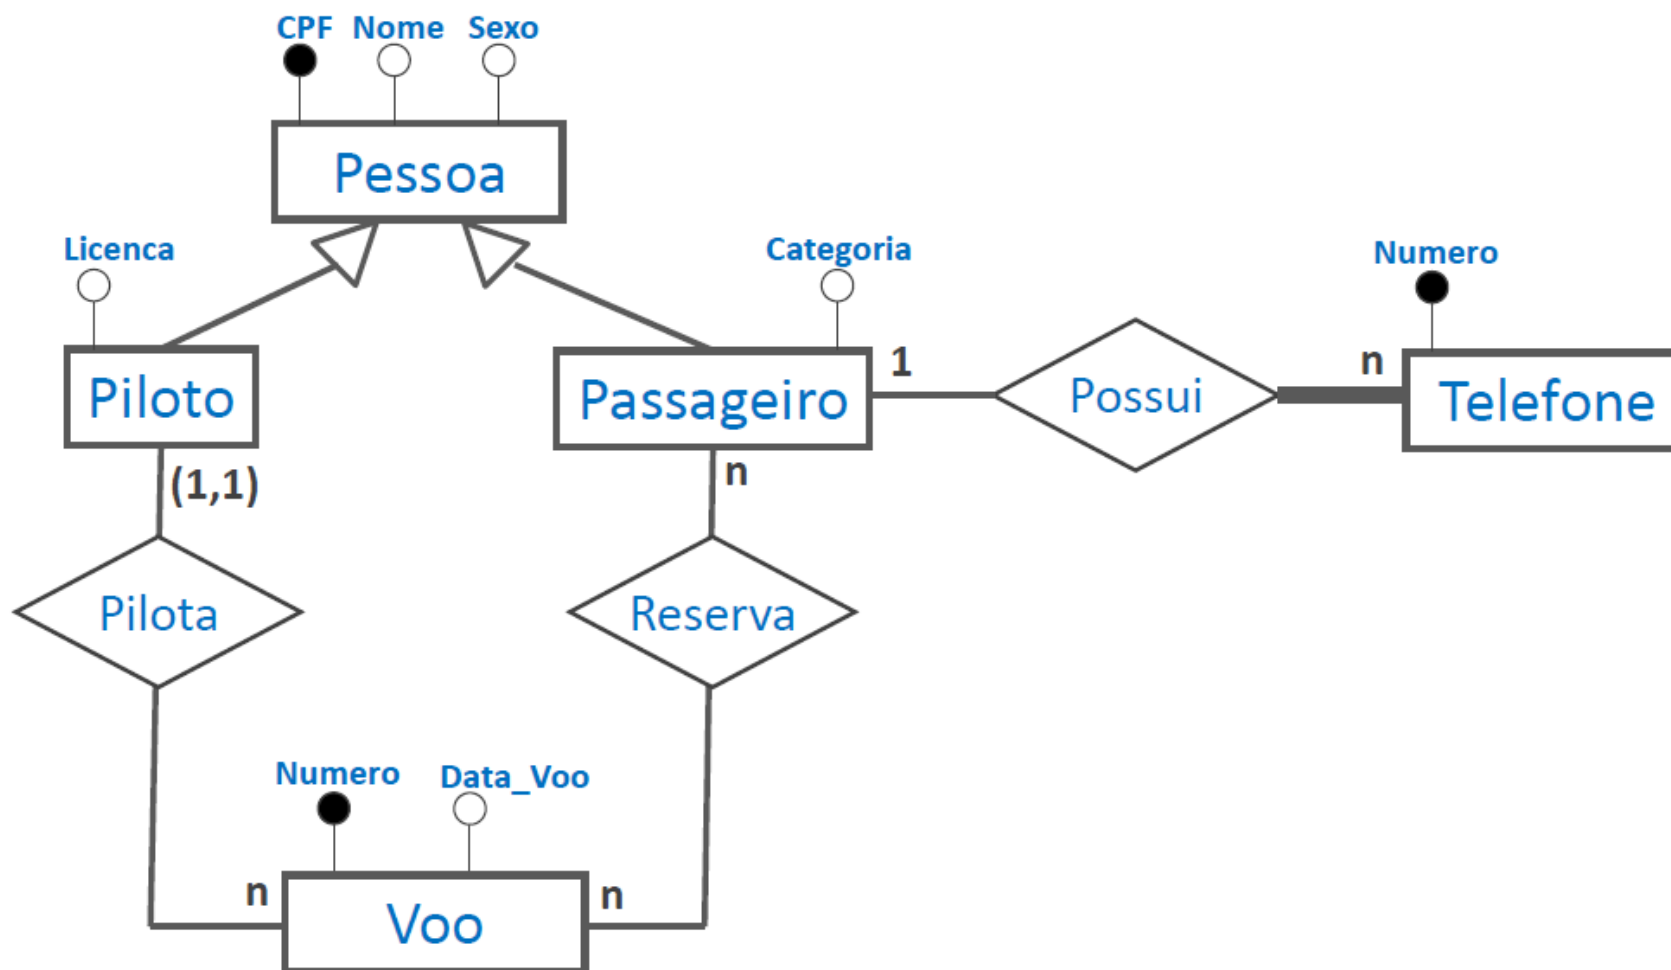 CPF Nome Sexo
Pessoa
Licenca
Categoria
Numero
Piloto
Passageiro
1
Possui
n
Telefone
(1,1)
n
Pilota
Reserva
Numero
Data_Voo
n
Voo
n